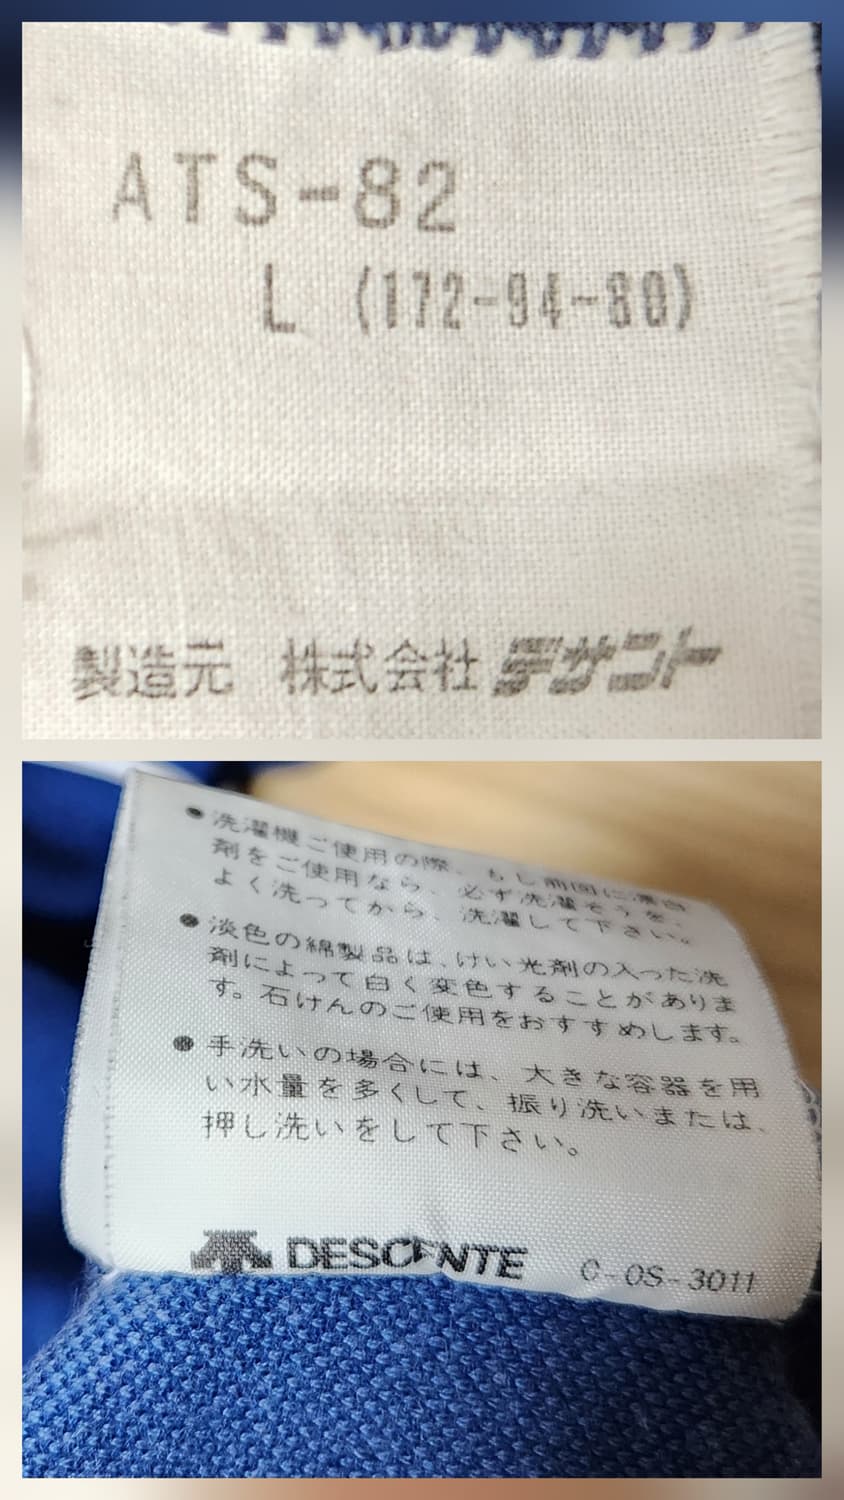 ATS-82
L (172-94-80)
製造元 株式会社デサント
●洗濯機ご使用の際、もし前回に漂白
剤をご使用なら、必ず洗濯そうを、
よく洗ってから、洗濯して下さい。
●淡色の綿製品は、けい光剤の入った洗
剤によって白く変色することがありま
す。石けんのご使用をおすすめします。
●手洗いの場合には、大きな容器を用
い水量を多くして、振り洗いまたは、
押し洗いをして下さい。
DESCENTE C-OS-3011